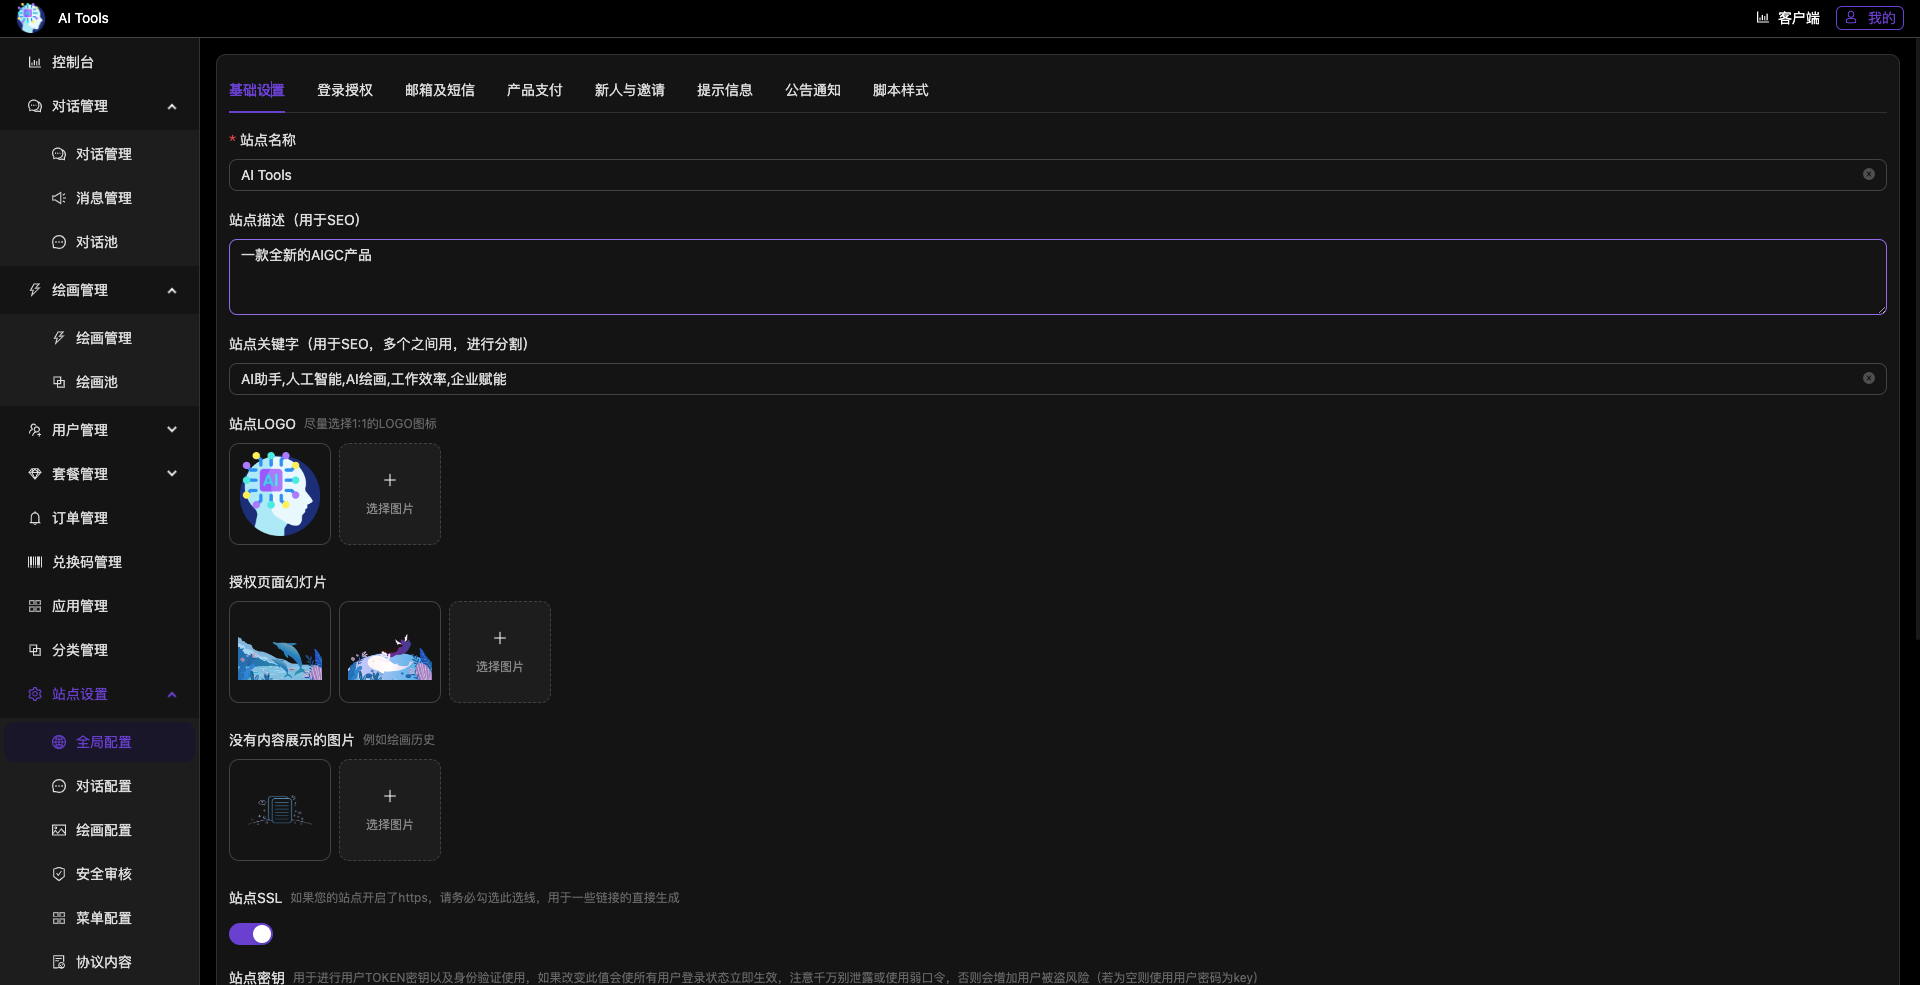 AI Tools
客户端
我的
控制台
对话管理
对话管理
消息管理
对话池
绘画管理
绘画管理
绘画池
用户管理
套餐管理
订单管理
兑换码管理
应用管理
分类管理
站点设置
全局配置
对话配置
绘画配置
安全审核
菜单配置
协议内容
基础设置 登录授权 邮箱及短信 产品支付 新人与邀请 提示信息 公告通知 脚本样式
* 站点名称
AI Tools
站点描述（用于SEO）
一款全新的AIGC产品
站点关键字（用于SEO，多个之间用，进行分割）
AI助手,人工智能,AI绘画,工作效率,企业赋能
站点LOGO 尽量选择1:1的LOGO图标
AI
选择图片
授权页面幻灯片
选择图片
没有内容展示的图片 例如绘画历史
选择图片
站点SSL 如果您的站点开启了https，请务必勾选此选线，用于一些链接的直接生成
站点密钥 用于进行用户TOKEN密钥以及身份验证使用，如果改变此值会使所有用户登录状态立即生效，注意千万别泄露或使用弱口令，否则会增加用户被盗风险（若为空则使用用户密码为key）